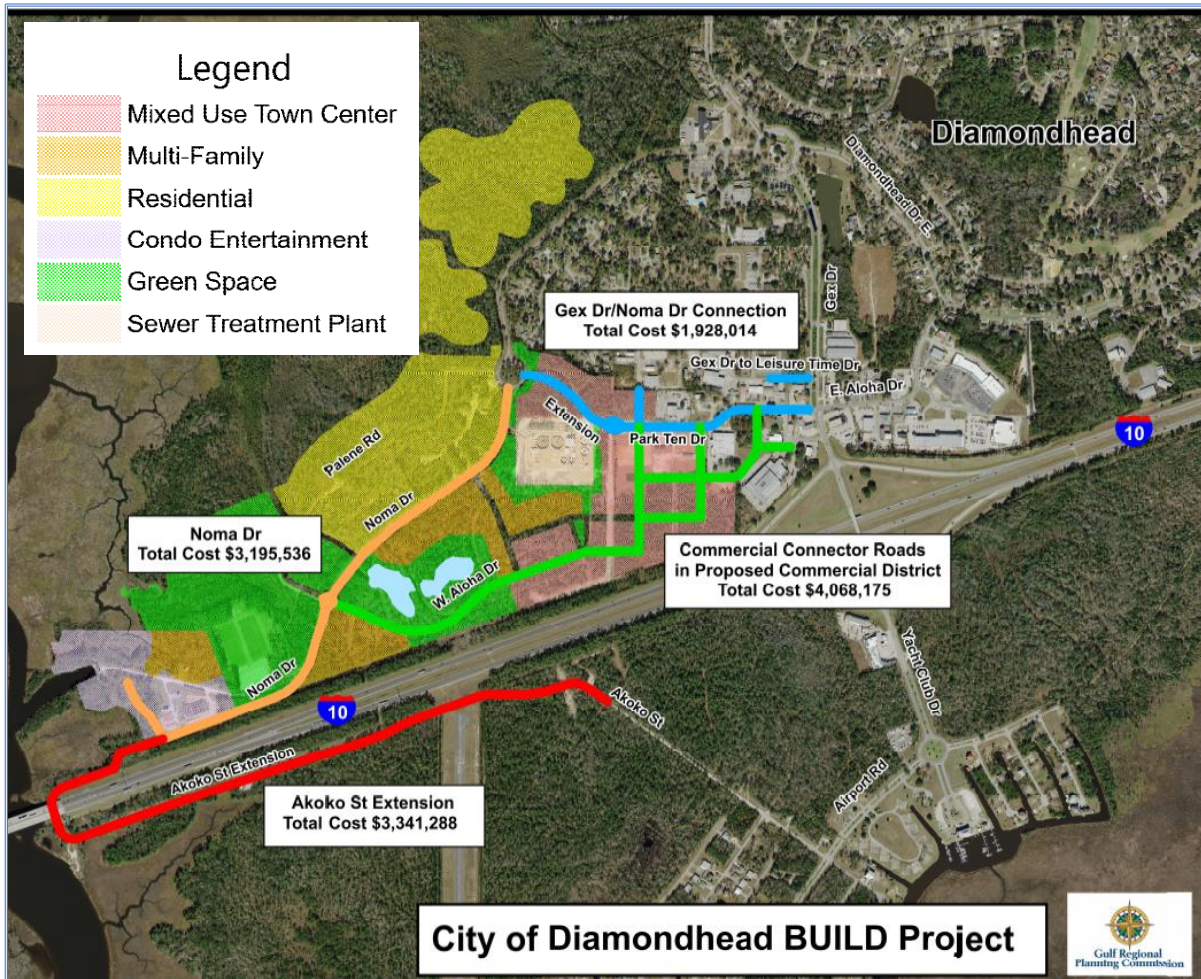 Legend
Mixed Use Town Center
Multi-Family
Residential
Condo Entertainment
Green Space
Sewer Treatment Plant
Diamondhead
Diamondhead Dr E.
Gex Dr
Gex Dr/Noma Dr Connection
Total Cost $1,928,014
Gex Dr to Leisure Time Dr
E. Aloha Dr
Extension
Park Ten Dr
10
Palene Rd
Noma Dr
Noma Dr
Total Cost $3,195,536
W. Aloha Dr
Commercial Connector Roads
in Proposed Commercial District
Total Cost $4,068,175
Noma Dr
10
Akoko St
Yacht Club Dr
Akoko St Extension
Airport Rd
Akoko St Extension
Total Cost $3,341,288
City of Diamondhead BUILD Project
Gulf Regional
Planning Commission